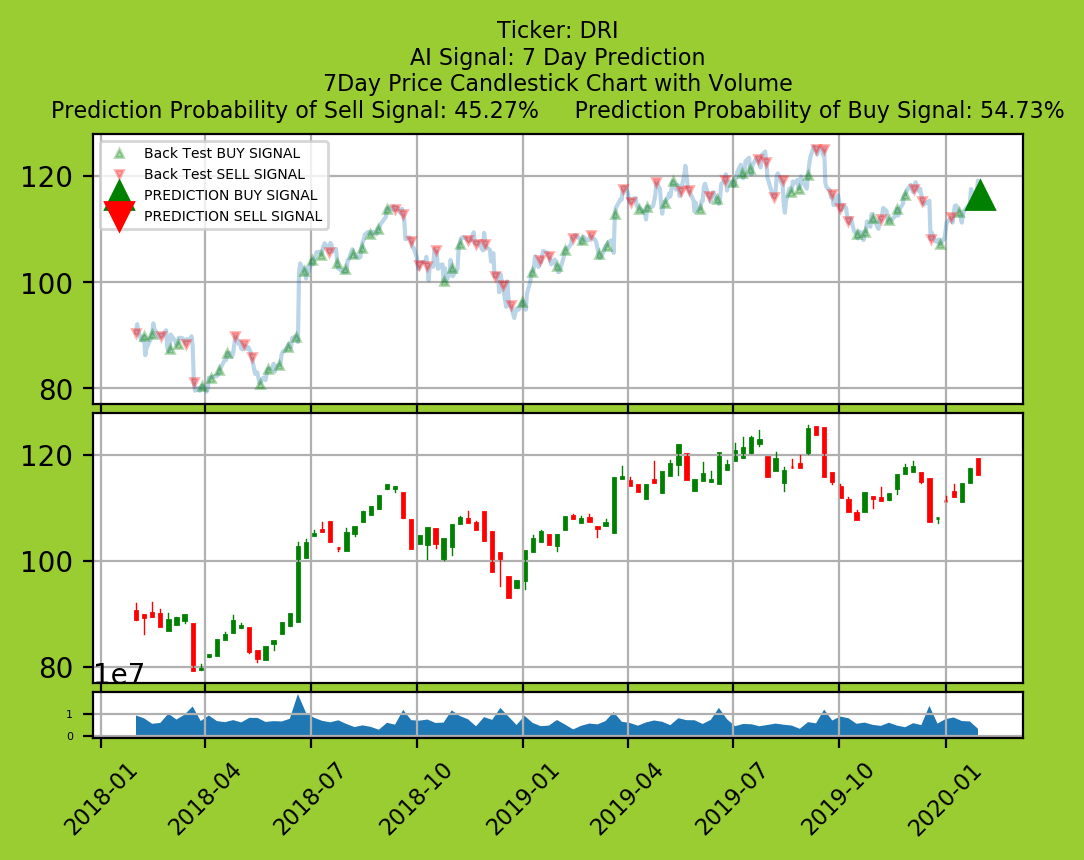 Ticker: DRI
AI Signal: 7 Day Prediction
7Day Price Candlestick Chart with Volume
Prediction Probability of Sell Signal: 45.27%     Prediction Probability of Buy Signal: 54.73%
Back Test BUY SIGNAL
Back Test SELL SIGNAL
PREDICTION BUY SIGNAL
PREDICTION SELL SIGNAL
120
100
80
120
100
80
1e7
1
0
2018-01 2018-04 2018-07 2018-10 2019-01 2019-04 2019-07 2019-10 2020-01